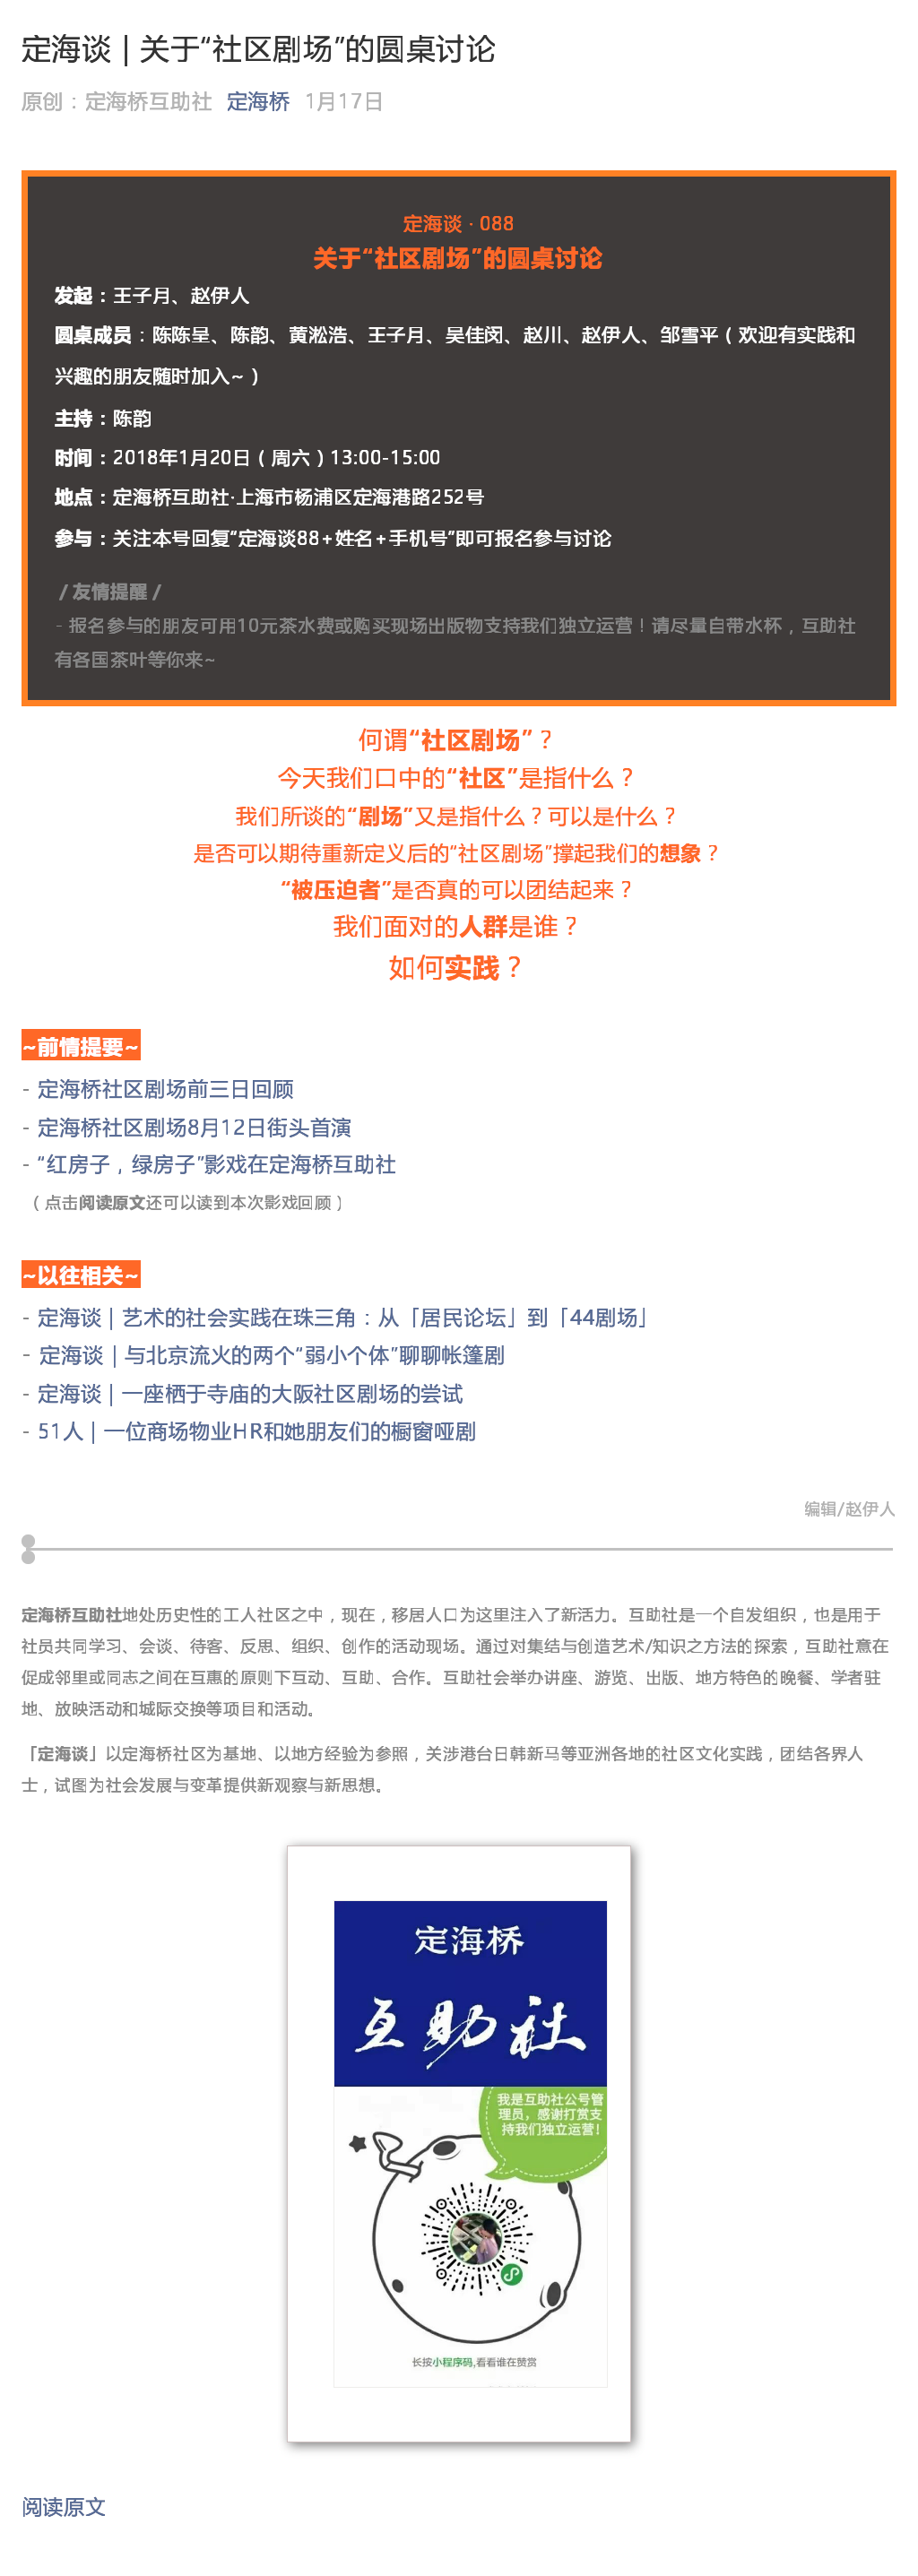 定海谈 | 关于“社区剧场”的圆桌讨论
原创：定海桥互助社 定海桥 1月17日
定海谈 · 088
关于“社区剧场”的圆桌讨论
发起：王子月、赵伊人
圆桌成员：陈陈呈、陈韵、黄淞浩、王子月、吴佳闵、赵川、赵伊人、邹雪平（欢迎有实践和
兴趣的朋友随时加入~）
主持：陈韵
时间：2018年1月20日（周六）13:00-15:00
地点：定海桥互助社·上海市杨浦区定海港路252号
参与：关注本号回复“定海谈88+姓名+手机号”即可报名参与讨论
/ 友情提醒 /
- 报名参与的朋友可用10元茶水费或购买现场出版物支持我们独立运营！请尽量自带水杯，互助社
有各国茶叶等你来~
何谓“社区剧场”？
今天我们口中的“社区”是指什么？
我们所谈的“剧场”又是指什么？可以是什么？
是否可以期待重新定义后的“社区剧场”撑起我们的想象？
“被压迫者”是否真的可以团结起来？
我们面对的人群是谁？
如何实践？
~前情提要~
- 定海桥社区剧场前三日回顾
- 定海桥社区剧场8月12日街头首演
- “红房子，绿房子”影戏在定海桥互助社
（点击阅读原文还可以读到本次影戏回顾）
~以往相关~
- 定海谈 | 艺术的社会实践在珠三角：从「居民论坛」到「44剧场」
- 定海谈 | 与北京流火的两个“弱小个体”聊聊帐篷剧
- 定海谈 | 一座栖于寺庙的大阪社区剧场的尝试
- 51人 | 一位商场物业HR和她朋友们的橱窗哑剧
编辑/赵伊人
定海桥互助社地处历史性的工人社区之中，现在，移居人口为这里注入了新活力。互助社是一个自发组织，也是用于
社员共同学习、会谈、待客、反思、组织、创作的活动现场。通过对集结与创造艺术/知识之方法的探索，互助社意在
促成邻里或同志之间在互惠的原则下互动、互助、合作。互助社会举办讲座、游览、出版、地方特色的晚餐、学者驻
地、放映活动和城际交换等项目和活动。
「定海谈」以定海桥社区为基地、以地方经验为参照，关涉港台日韩新马等亚洲各地的社区文化实践，团结各界人
士，试图为社会发展与变革提供新观察与新思想。
定海桥
互助社
我是互助社公号管
理员，感谢打赏支
持我们独立运营！
长按小程序码,看看谁在赞赏
阅读原文